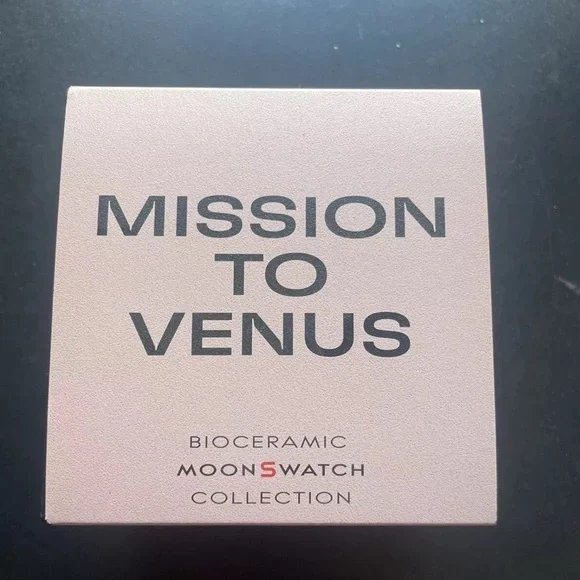 MISSION
TO
VENUS
BIOCERAMIC
MOONSWATCH
COLLECTION